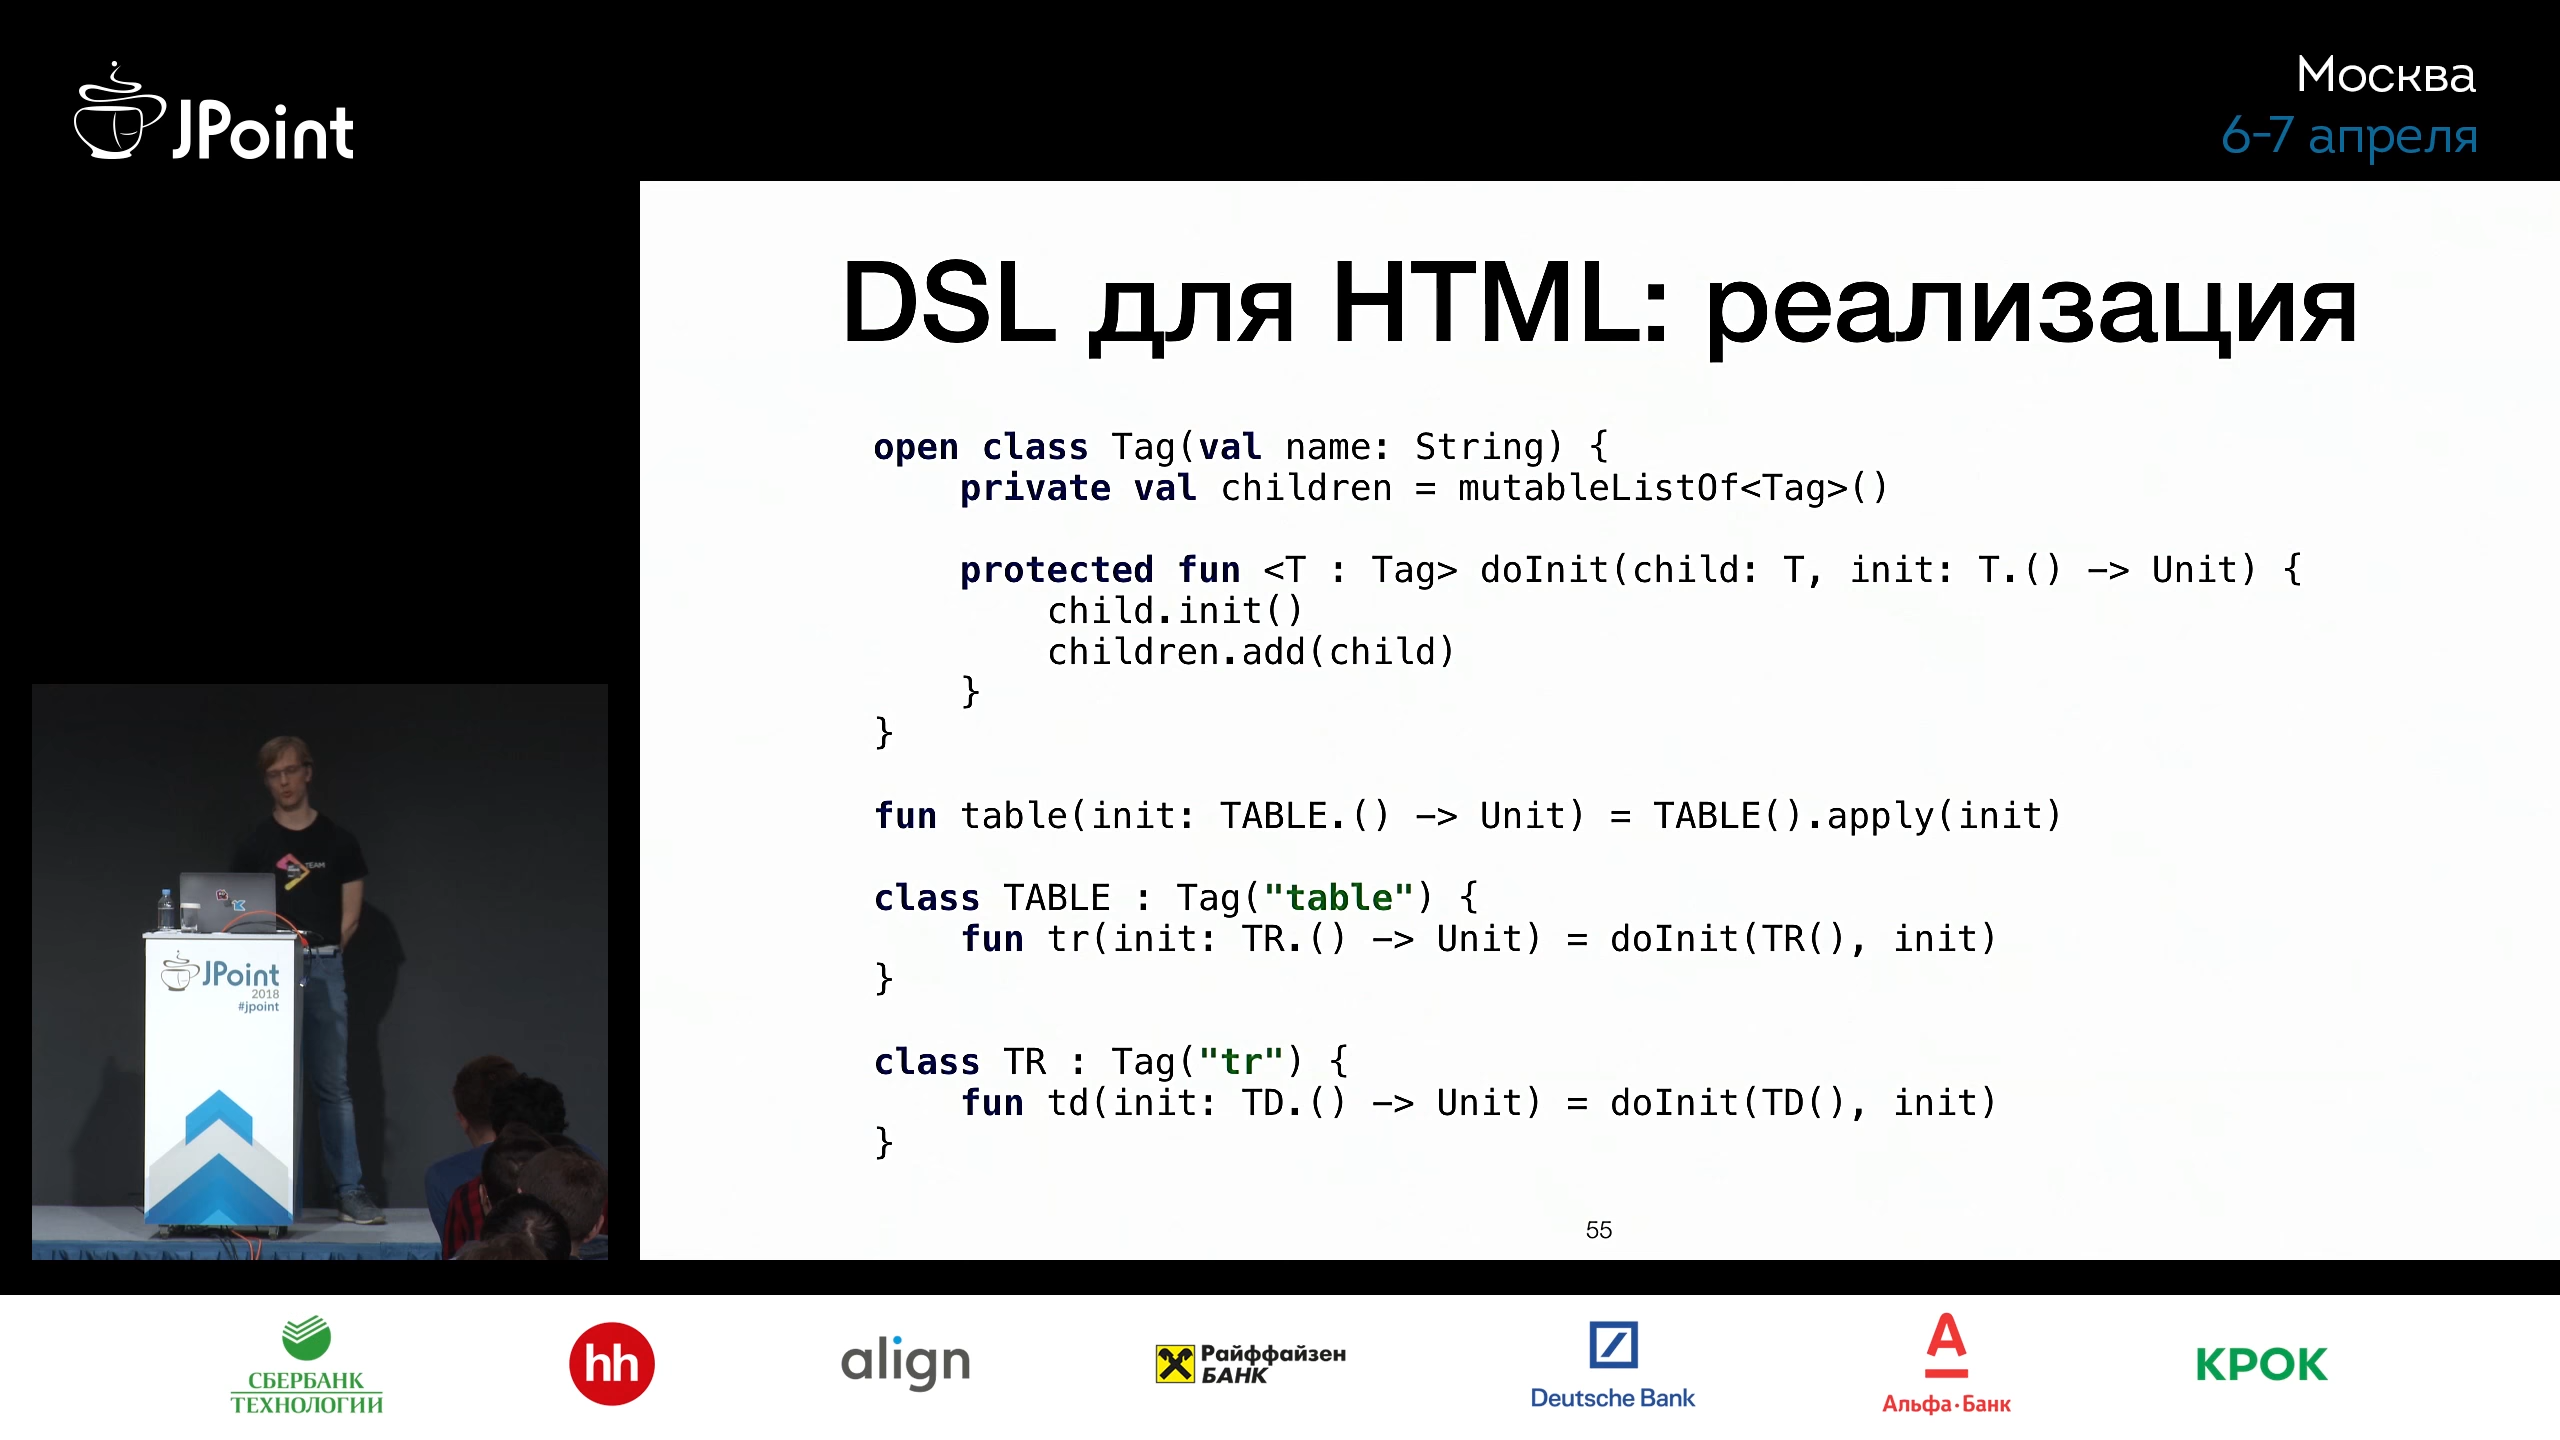 JPoint
Москва
6-7 апреля
DSL для HTML: реализация
open class Tag(val name: String) {
    private val children = mutableListOf<Tag>()
    protected fun <T : Tag> doInit(child: T, init: T.() -> Unit) {
        child.init()
        children.add(child)
    }
}
fun table(init: TABLE.() -> Unit) = TABLE().apply(init)
class TABLE : Tag("table") {
    fun tr(init: TR.() -> Unit) = doInit(TR(), init)
}
class TR : Tag("tr") {
    fun td(init: TD.() -> Unit) = doInit(TD(), init)
}
55
TEAM
JPoint
2018
#jpoint
СБЕРБАНК
ТЕХНОЛОГИИ
hh
align
Райффайзен
БАНК
Deutsche Bank
А
Альфа·Банк
КРОК